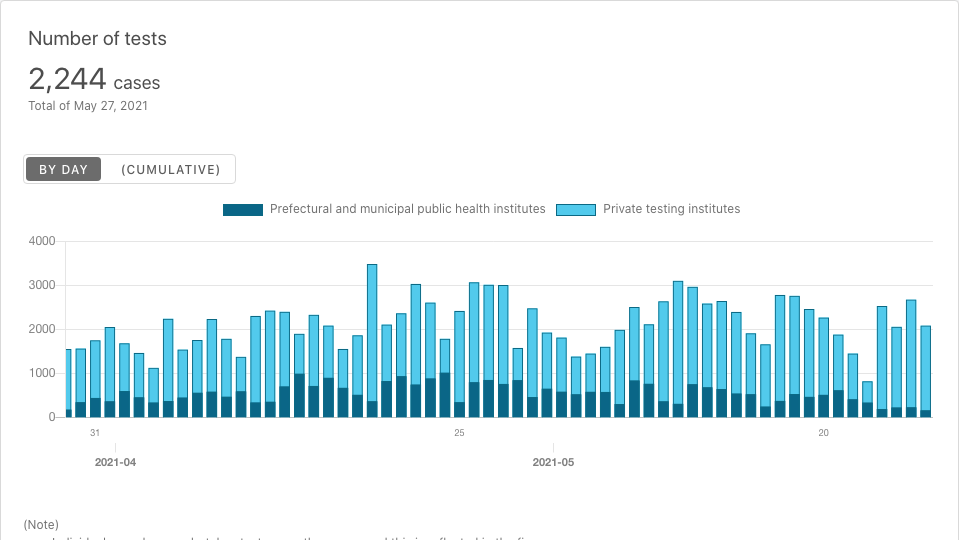 Number of tests
2,244 cases
Total of May 27, 2021
BY DAY (CUMULATIVE)
Prefectural and municipal public health institutes Private testing institutes
4000
3000
2000
1000
0
31 25 20
2021-04 2021-05
(Note)